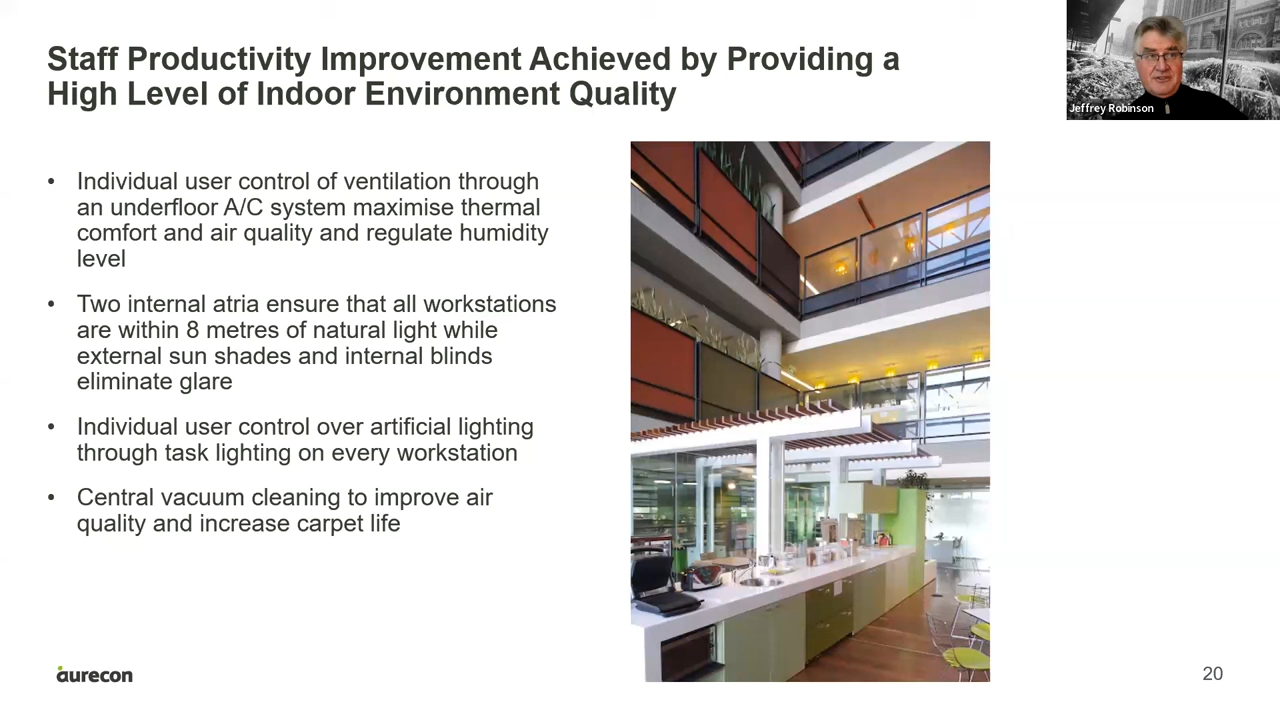 Staff Productivity Improvement Achieved by Providing a
High Level of Indoor Environment Quality
Jeffrey Robinson
• Individual user control of ventilation through
an underfloor A/C system maximise thermal
comfort and air quality and regulate humidity
level
• Two internal atria ensure that all workstations
are within 8 metres of natural light while
external sun shades and internal blinds
eliminate glare
• Individual user control over artificial lighting
through task lighting on every workstation
• Central vacuum cleaning to improve air
quality and increase carpet life
aurecon
20